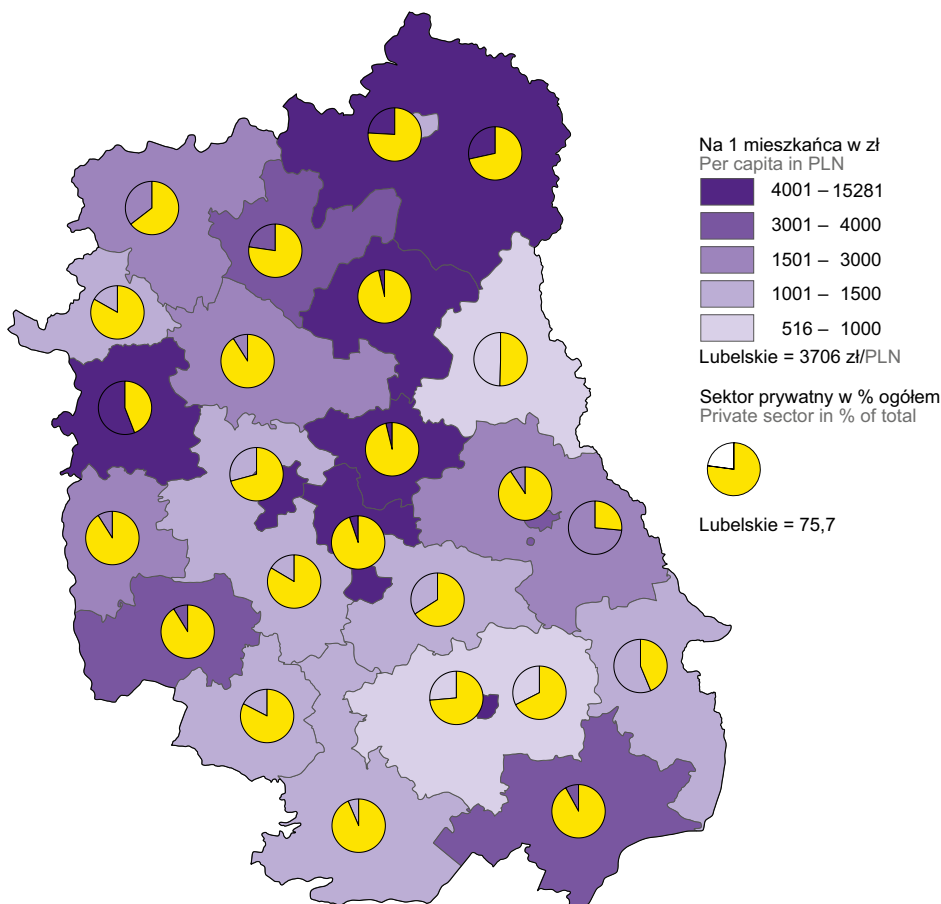 Na 1 mieszkańca w zł
Per capita in PLN
4001 – 15281
3001 – 4000
1501 – 3000
1001 – 1500
516 – 1000
Lubelskie = 3706 zł/PLN
Sektor prywatny w % ogółem
Private sector in % of total
Lubelskie = 75,7